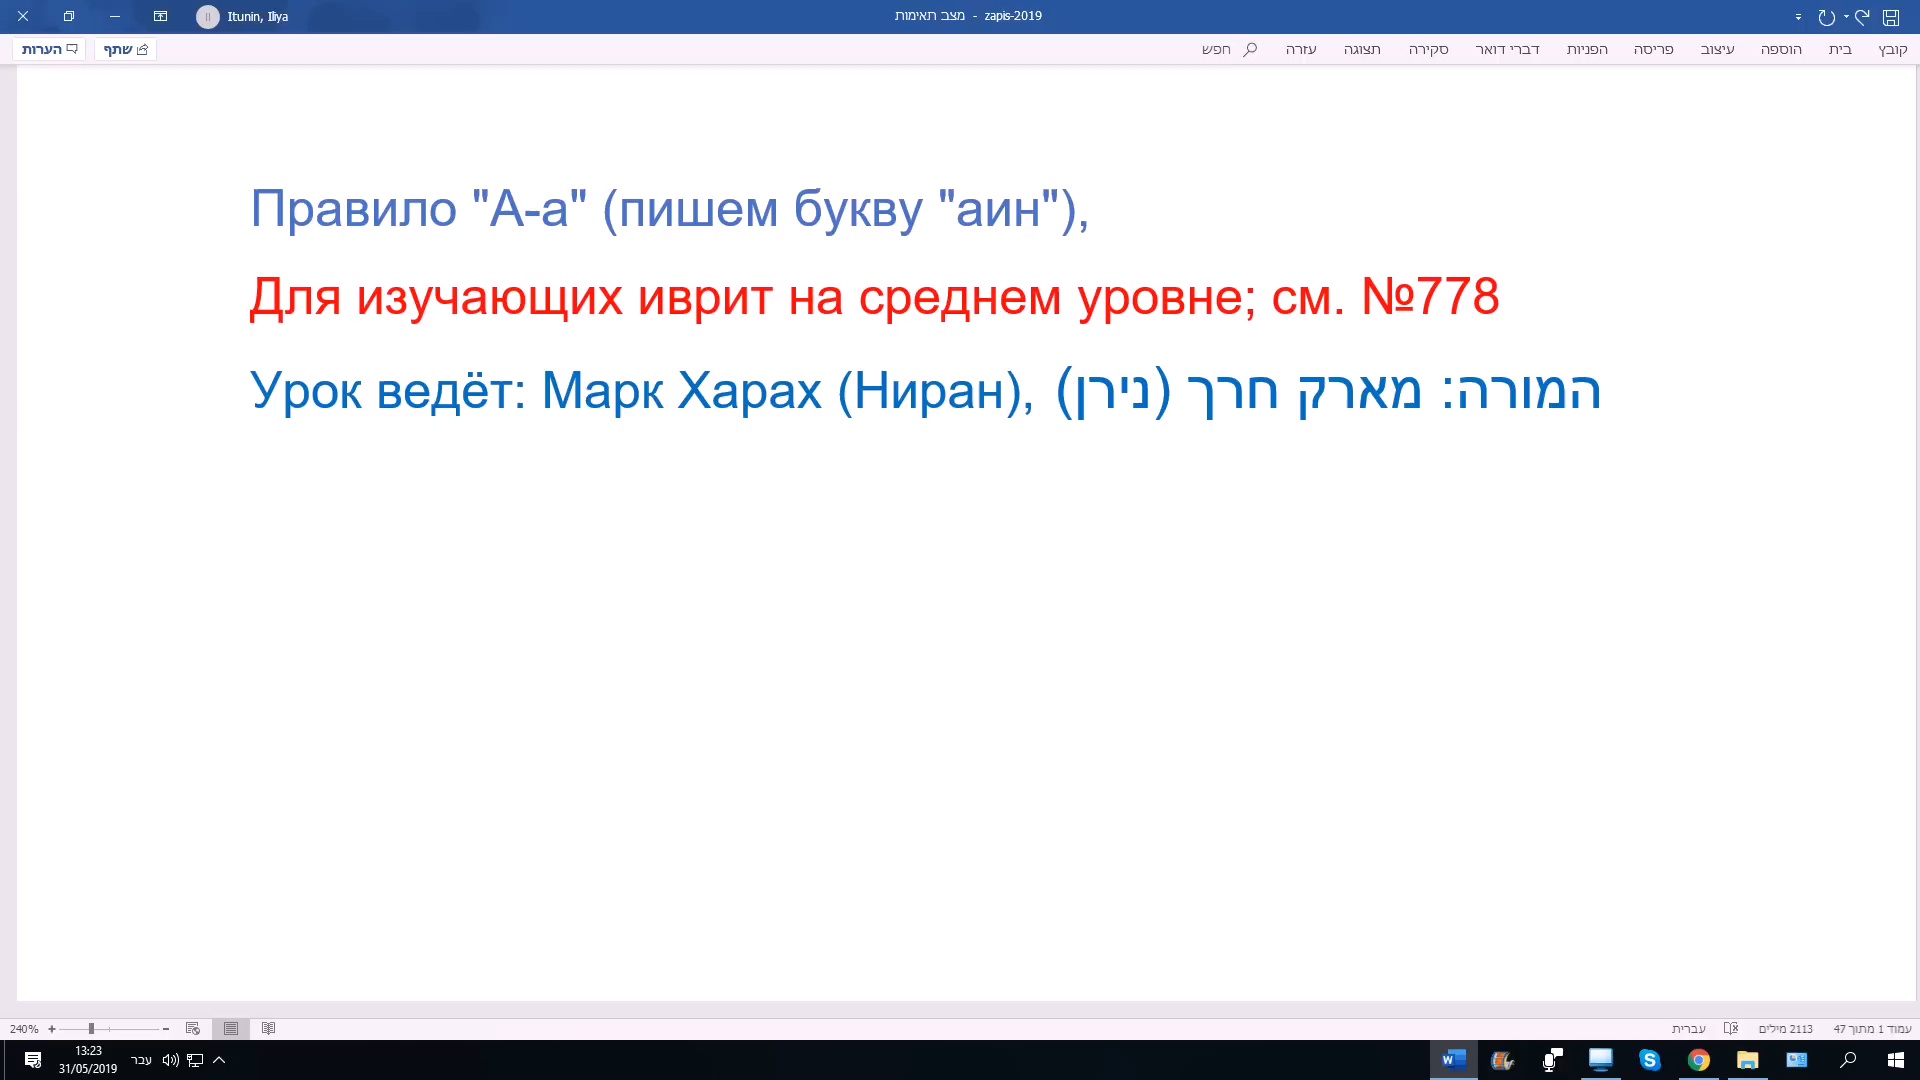 Itunin, Iliya
zapis-2019 - מצב תאימות
קובץ בית הוספה עיצוב פריסה הפניות דברי דואר סקירה תצוגה עזרה חפש
שתף
הערות
Правило "А-а" (пишем букву "аин"),
Для изучающих иврит на среднем уровне; см. №778
Урок ведёт: Марк Харах (Ниран), המורה: מארק חרך (נירן)
עמוד 1 מתוך 47 2113 מילים עברית
240%
עבר
13:23
31/05/2019